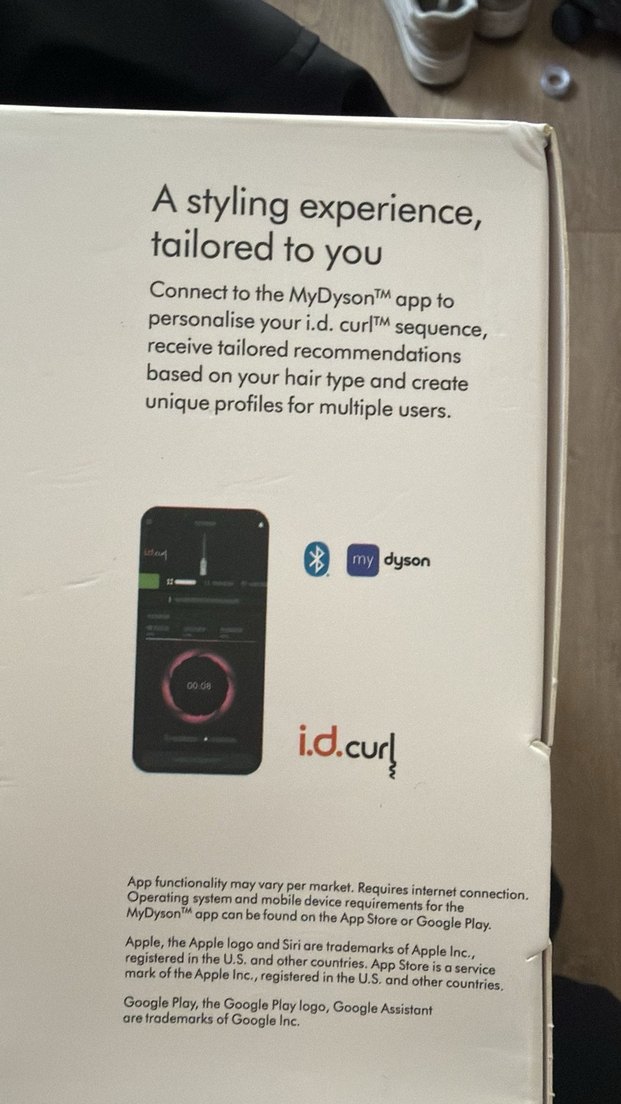 A styling experience,
tailored to you
Connect to the MyDyson™ app to
personalise your i.d. curl™ sequence,
receive tailored recommendations
based on your hair type and create
unique profiles for multiple users.
i.d.curl
00:08
my dyson
i.d.curl
App functionality may vary per market. Requires internet connection.
Operating system and mobile device requirements for the
MyDyson™ app can be found on the App Store or Google Play.
Apple, the Apple logo and Siri are trademarks of Apple Inc.,
registered in the U.S. and other countries. App Store is a service
mark of the Apple Inc., registered in the U.S. and other countries.
Google Play, the Google Play logo, Google Assistant
are trademarks of Google Inc.